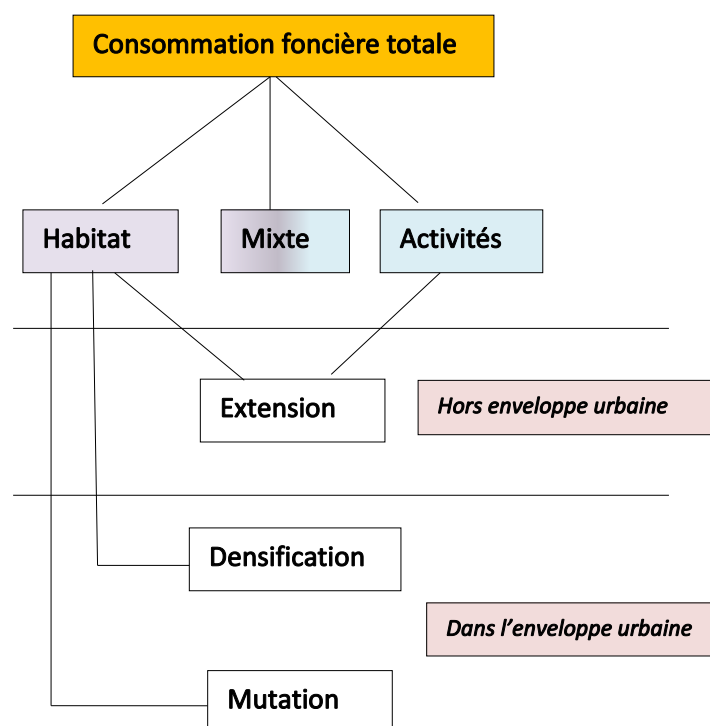 Consommation foncière totale
Habitat
Mixte
Activités
Extension
Hors enveloppe urbaine
Densification
Dans l’enveloppe urbaine
Mutation